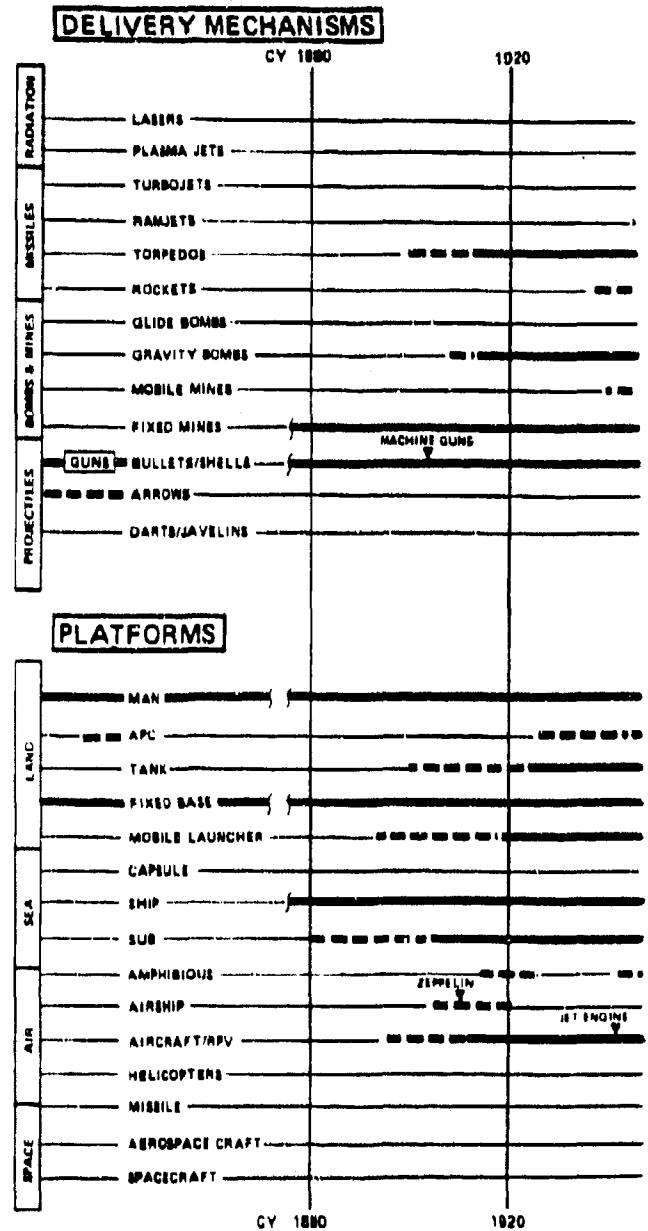 DELIVERY MECHANISMS
CY 1880 1920
RADIATION
LASERS
PLASMA JETS
MISSILES
TURBOJETS
RAMJETS
TORPEDOS
ROCKETS
BOMBS & MINES
GLIDE BOMBS
GRAVITY BOMBS
MOBILE MINES
FIXED MINES
MACHINE GUNS
PROJECTILES
GUNS BULLETS/SHELLS
ARROWS
DARTS/JAVELINS
PLATFORMS
LAND
MAN
APC
TANK
FIXED BASE
MOBILE LAUNCHER
SEA
CAPSULE
SHIP
SUB
AMPHIBIOUS
ZEPPELIN
AIR
AIRSHIP
JET ENGINE
AIRCRAFT/RPV
HELICOPTERS
MISSILE
SPACE
AEROSPACE CRAFT
SPACECRAFT
CY 1880 1920